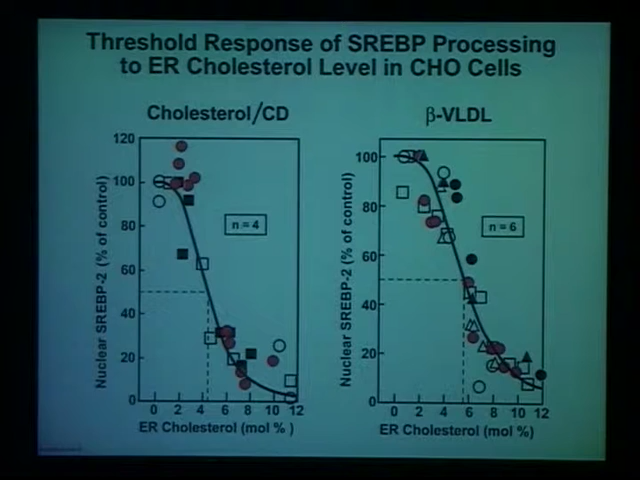 Threshold Response of SREBP Processing
to ER Cholesterol Level in CHO Cells
Cholesterol/CD
β-VLDL
Nuclear SREBP-2 (% of control)
120
100
80
60
40
20
0
n = 4
0 2 4 6 8 10 12
ER Cholesterol (mol % )
Nuclear SREBP-2 (% of control)
100
80
60
40
20
0
n = 6
0 2 4 6 8 10 12
ER Cholesterol (mol %)